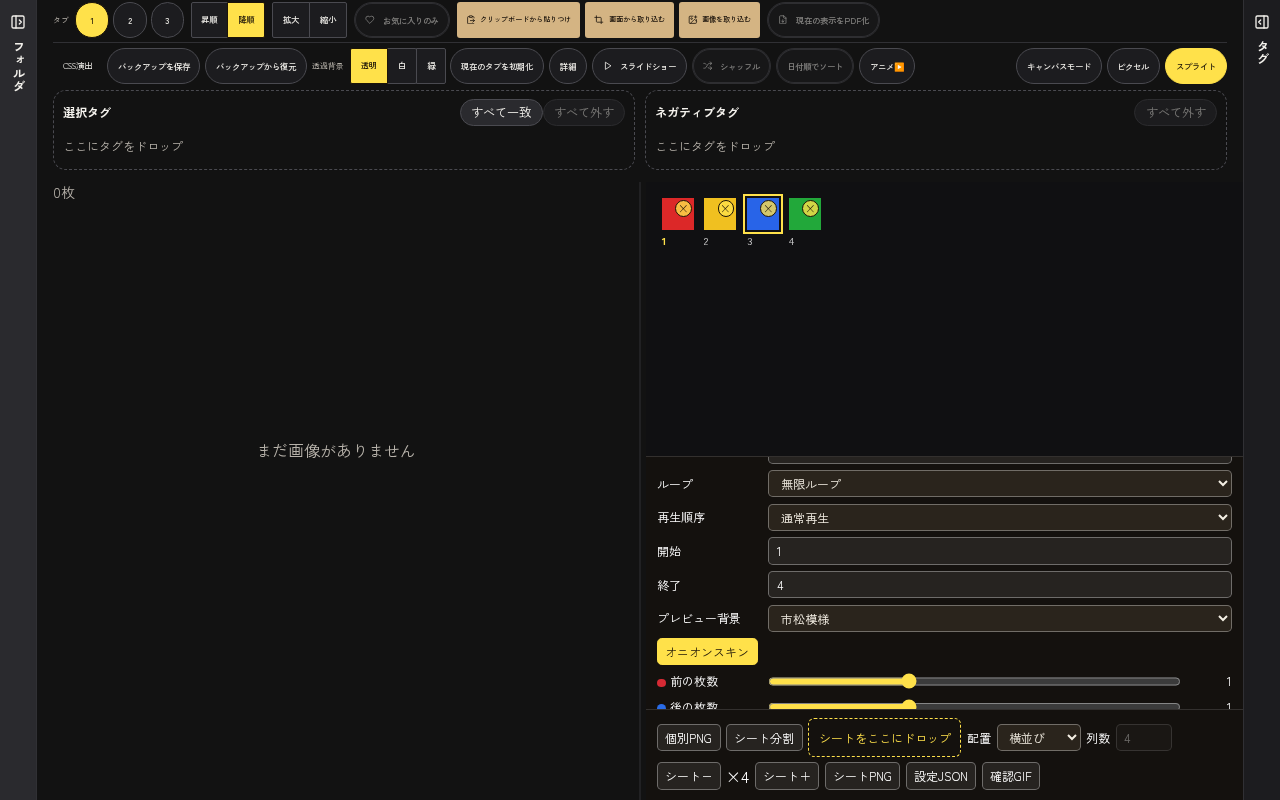 フォルダ
タブ 1 2 3 昇順 降順 拡大 縮小 お気に入りのみ クリップボードから貼りつけ 画面から取り込む 画像を取り込む 現在の表示をPDF化
タグ
CSS演出 バックアップを保存 バックアップから復元 透過背景 透明 白 緑 現在のタブを初期化 詳細 スライドショー シャッフル 日付順でソート アニメ▶ キャンバスモード ピクセル スプライト
選択タグ すべて一致 すべて外す
ここにタグをドロップ
ネガティブタグ すべて外す
ここにタグをドロップ
0枚
まだ画像がありません
1 2 3 4
ループ 無限ループ
再生順序 通常再生
開始 1
終了 4
プレビュー背景 市松模様
オニオンスキン
前の枚数 1
後の枚数 1
個別PNG シート分割 シートをここにドロップ 配置 横並び 列数 4
シート− ×4 シート＋ シートPNG 設定JSON 確認GIF